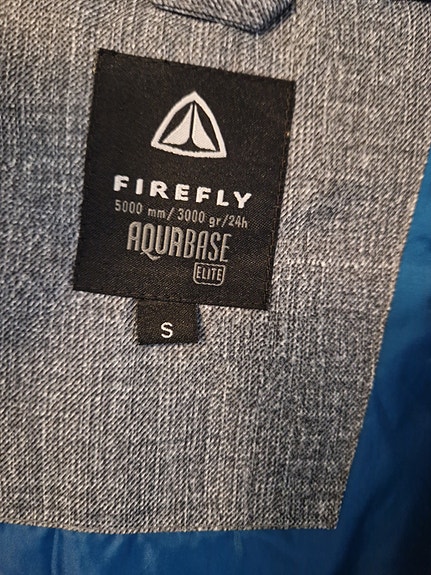 FIREFLY
5000 mm/3000 gr/24h
AQUABASE
ELITE
S